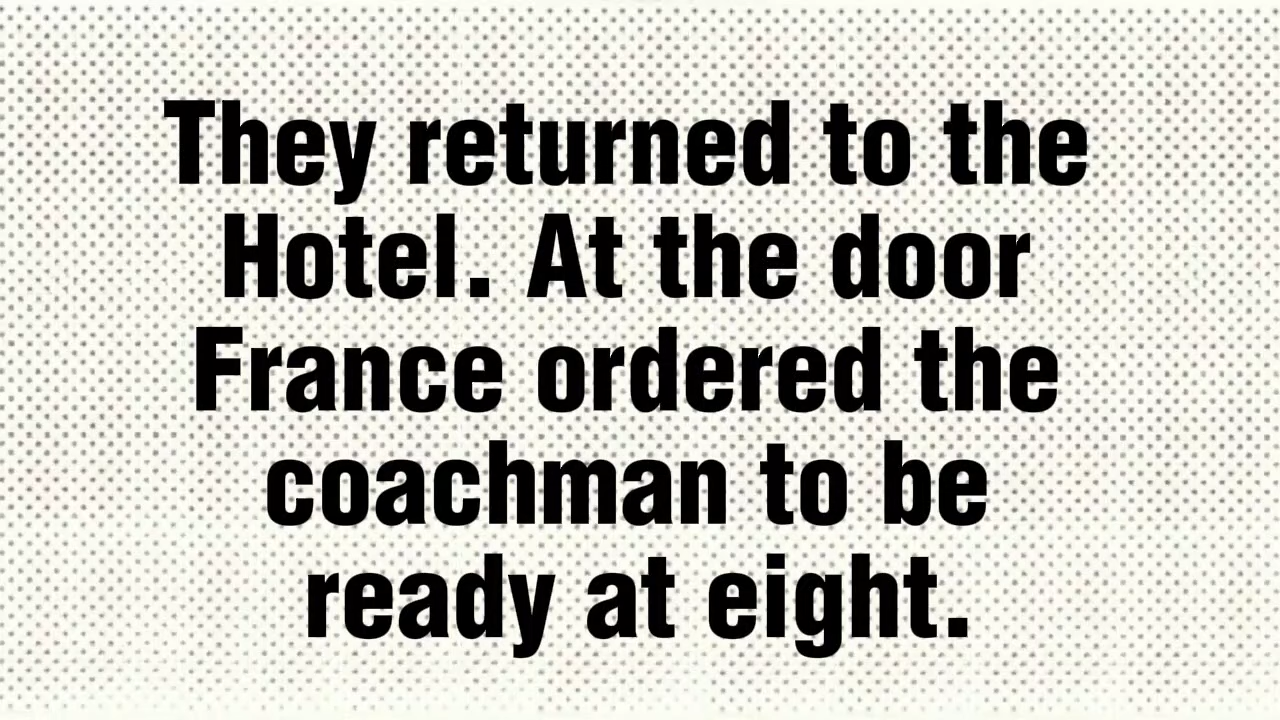 They returned to the
Hotel. At the door
France ordered the
coachman to be
ready at eight.